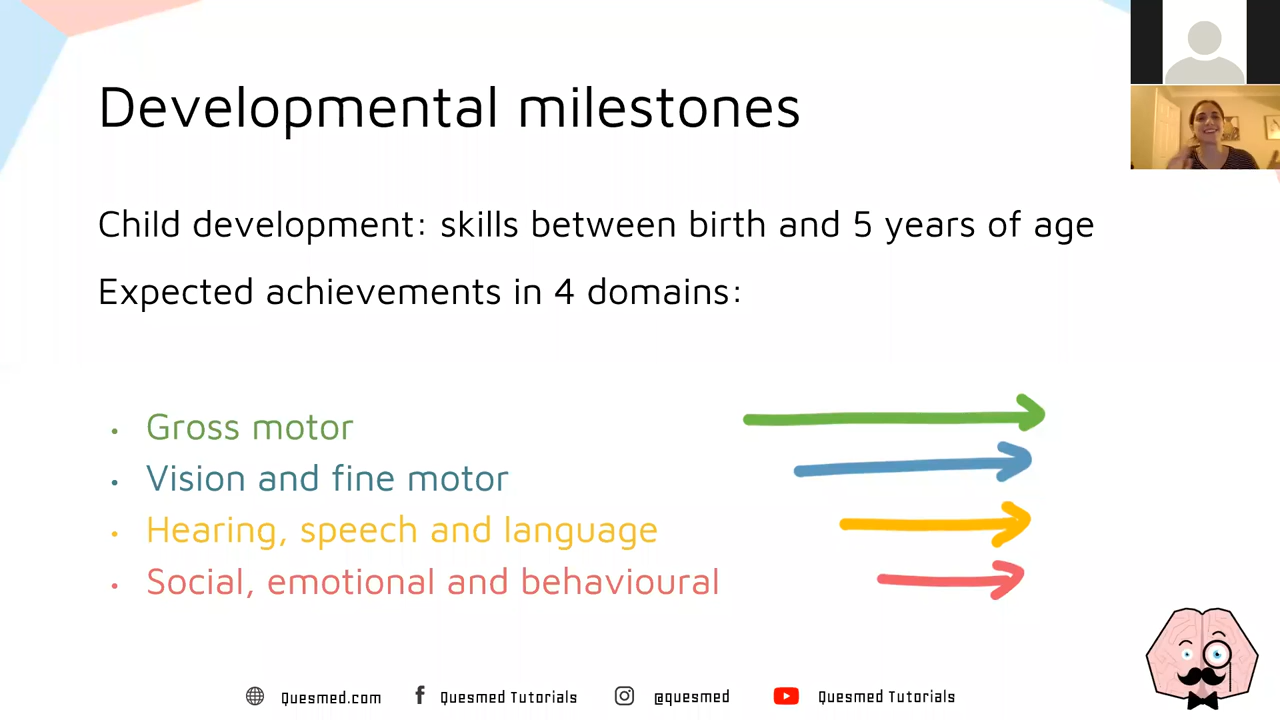 Developmental milestones
Child development: skills between birth and 5 years of age
Expected achievements in 4 domains:
• Gross motor
• Vision and fine motor
• Hearing, speech and language
• Social, emotional and behavioural
Quesmed.com Quesmed Tutorials @quesmed Quesmed Tutorials